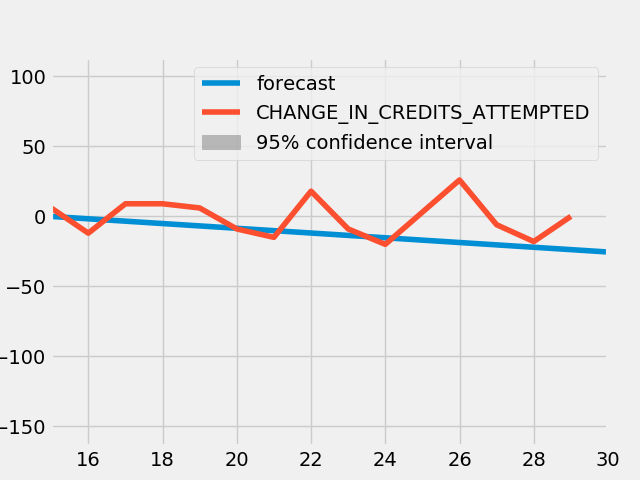 forecast
CHANGE_IN_CREDITS_ATTEMPTED
95% confidence interval
100
50
0
−50
−100
−150
16 18 20 22 24 26 28 30